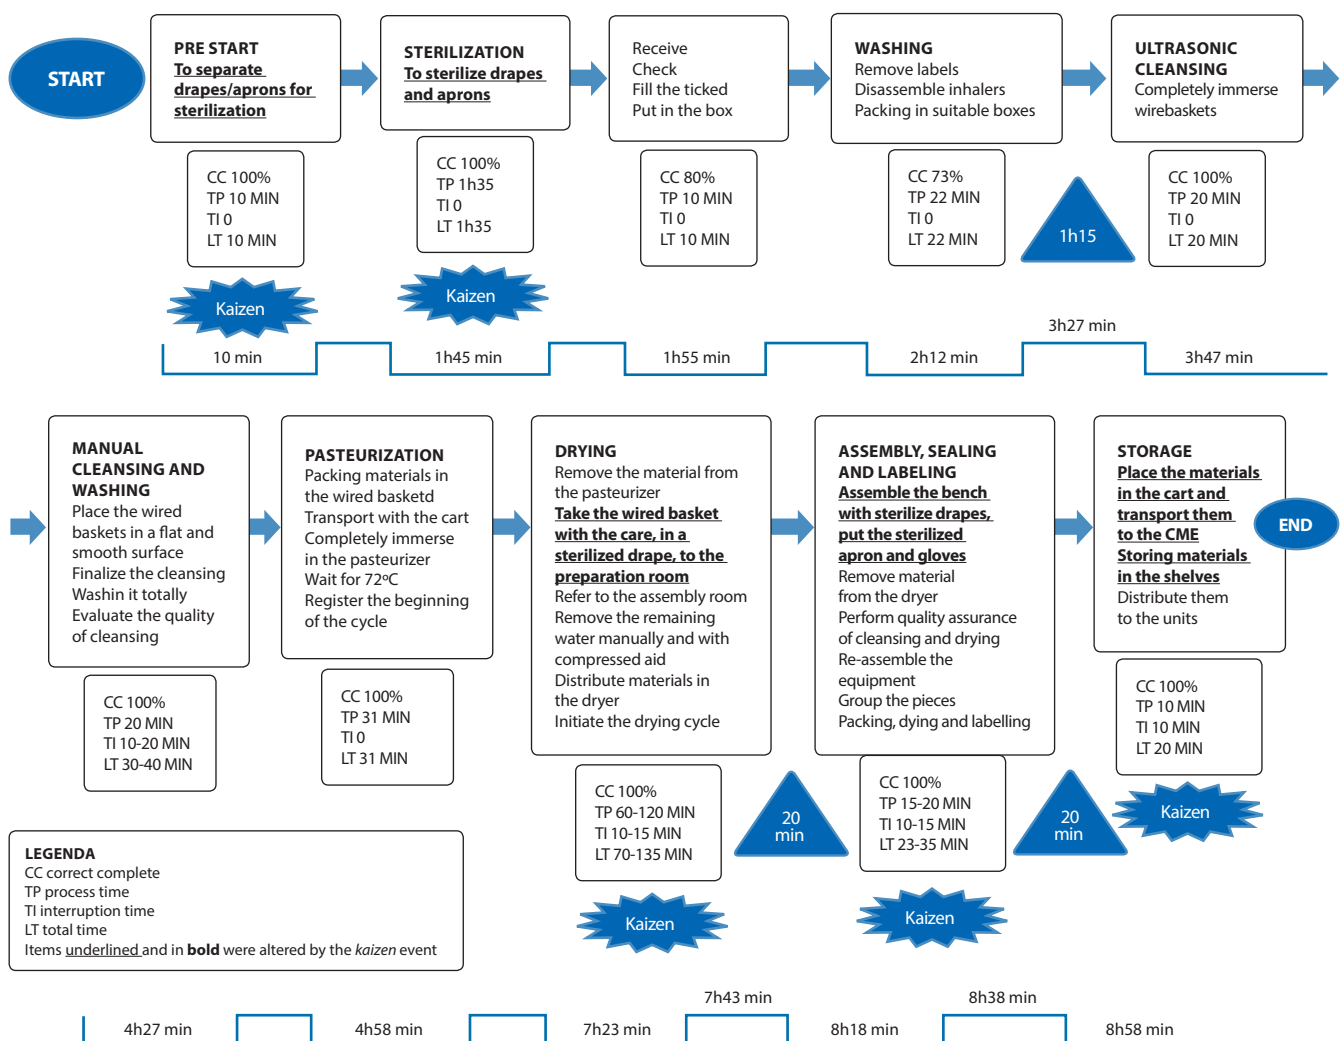 START
PRE START
To separate
drapes/aprons for
sterilization
STERILIZATION
To sterilize drapes
and aprons
Receive
Check
Fill the ticked
Put in the box
WASHING
Remove labels
Disassemble inhalers
Packing in suitable boxes
ULTRASONIC
CLEANSING
Completely immerse
wirebaskets
CC 100%
TP 10 MIN
TI 0
LT 10 MIN
CC 100%
TP 1h35
TI 0
LT 1h35
CC 80%
TP 10 MIN
TI 0
LT 10 MIN
CC 73%
TP 22 MIN
TI 0
LT 22 MIN
1h15
CC 100%
TP 20 MIN
TI 0
LT 20 MIN
Kaizen
Kaizen
10 min
1h45 min
1h55 min
2h12 min
3h27 min
3h47 min
MANUAL
CLEANSING AND
WASHING
Place the wired
baskets in a flat and
smooth surface
Finalize the cleansing
Washin it totally
Evaluate the quality
of cleansing
PASTEURIZATION
Packing materials in
the wired basketd
Transport with the cart
Completely immerse
in the pasteurizer
Wait for 72ºC
Register the beginning
of the cycle
DRYING
Remove the material from
the pasteurizer
Take the wired basket
with the care, in a
sterilized drape, to the
preparation room
Refer to the assembly room
Remove the remaining
water manually and with
compressed aid
Distribute materials in
the dryer
Initiate the drying cycle
ASSEMBLY, SEALING
AND LABELING
Assemble the bench
with sterilize drapes,
put the sterilized
apron and gloves
Remove material
from the dryer
Perform quality assurance
of cleansing and drying
Re-assemble the
equipment
Group the pieces
Packing, dying and labelling
STORAGE
Place the materials
in the cart and
transport them
to the CME
Storing materials
in the shelves
Distribute them
to the units
END
CC 100%
TP 20 MIN
TI 10-20 MIN
LT 30-40 MIN
CC 100%
TP 31 MIN
TI 0
LT 31 MIN
CC 100%
TP 60-120 MIN
TI 10-15 MIN
LT 70-135 MIN
20
min
CC 100%
TP 15-20 MIN
TI 10-15 MIN
LT 23-35 MIN
20
min
CC 100%
TP 10 MIN
TI 10 MIN
LT 20 MIN
Kaizen
Kaizen
Kaizen
LEGENDA
CC correct complete
TP process time
TI interruption time
LT total time
Items underlined and in bold were altered by the kaizen event
4h27 min
4h58 min
7h23 min
7h43 min
8h18 min
8h38 min
8h58 min